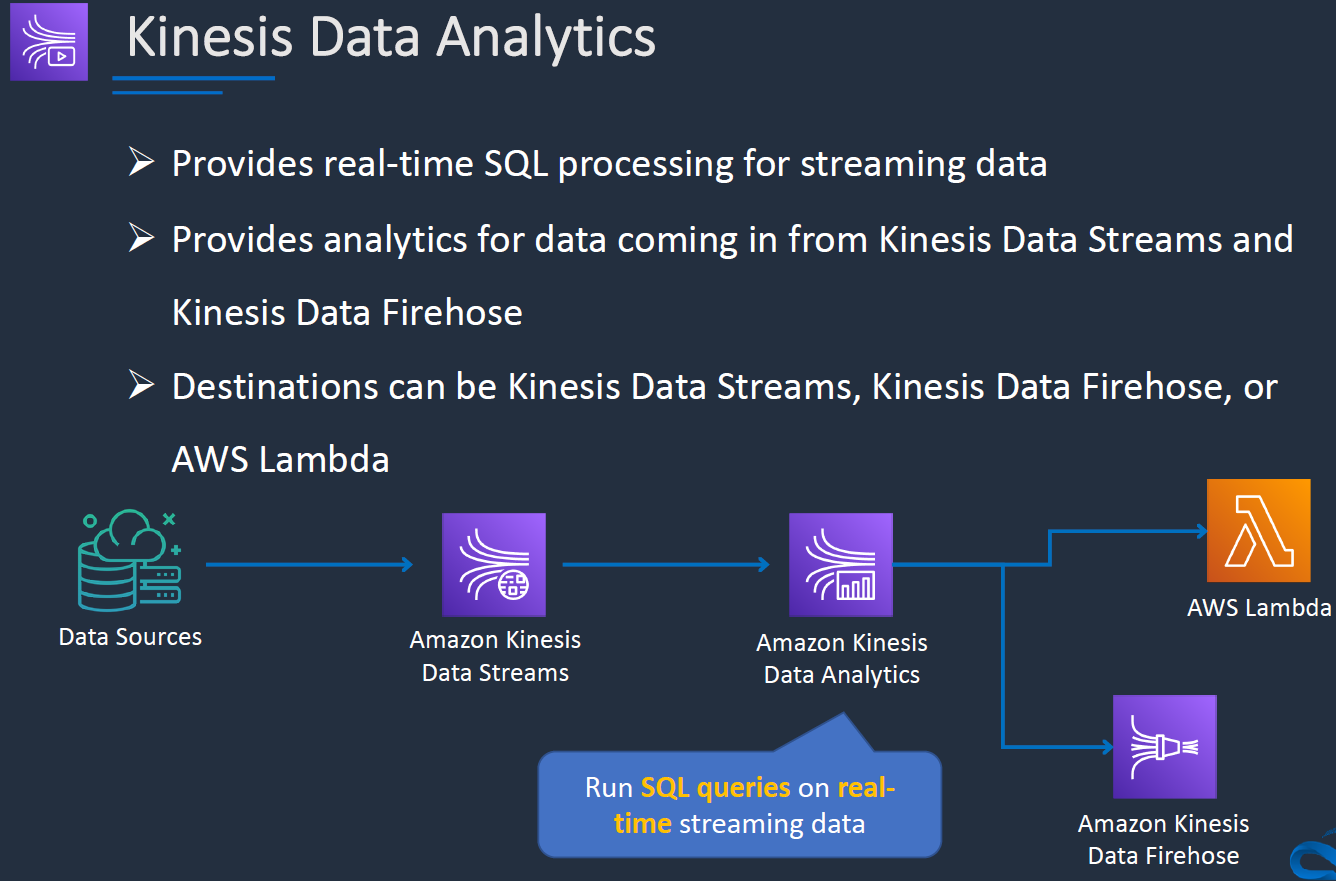 Kinesis Data Analytics
Provides real-time SQL processing for streaming data
Provides analytics for data coming in from Kinesis Data Streams and
Kinesis Data Firehose
Destinations can be Kinesis Data Streams, Kinesis Data Firehose, or
AWS Lambda
Data Sources
Amazon Kinesis
Data Streams
Amazon Kinesis
Data Analytics
AWS Lambda
Run SQL queries on real-
time streaming data
Amazon Kinesis
Data Firehose